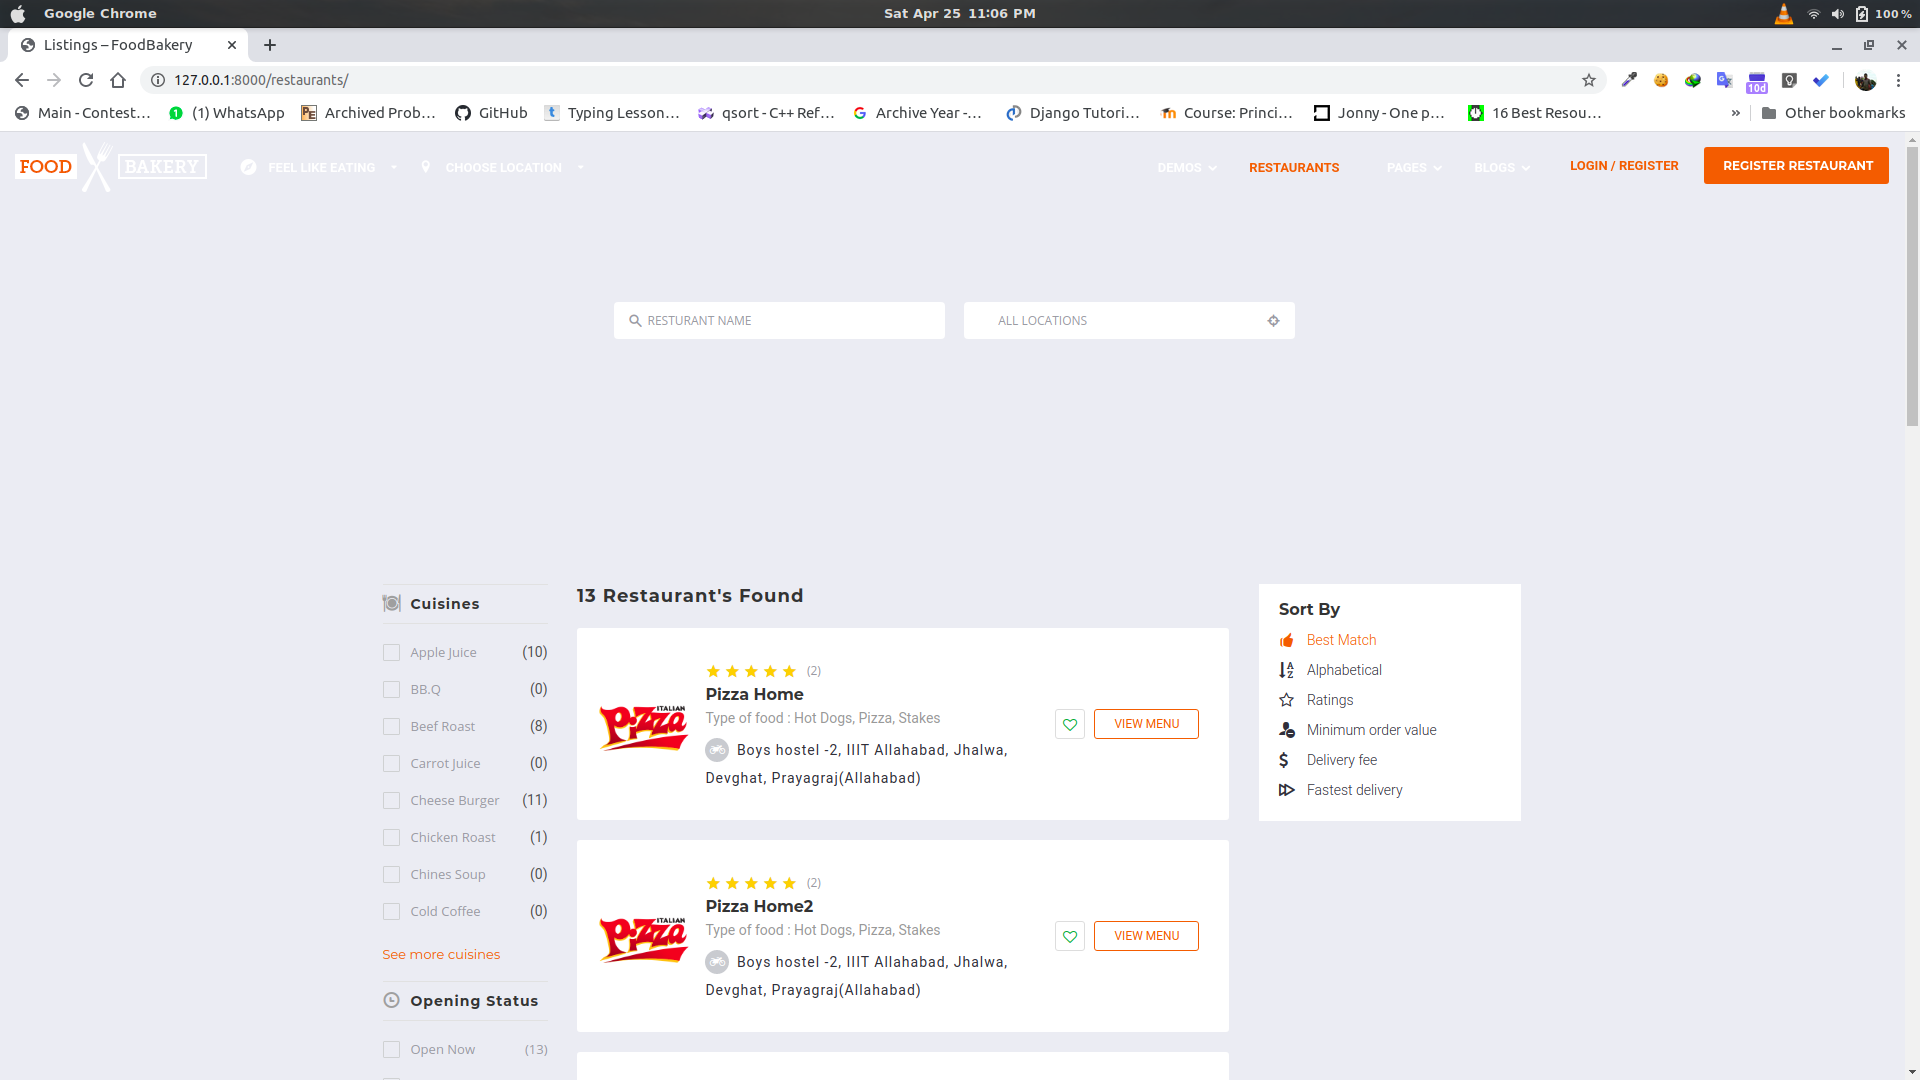 Google Chrome
Sat Apr 25 11:06 PM
100 %
Listings – FoodBakery
127.0.0.1:8000/restaurants/
10d
Main - Contest...
(1) WhatsApp
Archived Prob...
GitHub
Typing Lesson...
qsort - C++ Ref...
Archive Year -...
Django Tutori...
Course: Princi...
Jonny - One p...
16 Best Resou...
»
Other bookmarks
FOOD BAKERY
FEEL LIKE EATING
CHOOSE LOCATION
DEMOS
RESTAURANTS
PAGES
BLOGS
LOGIN / REGISTER
REGISTER RESTAURANT
RESTURANT NAME
ALL LOCATIONS
Cuisines
Apple Juice (10)
BB.Q (0)
Beef Roast (8)
Carrot Juice (0)
Cheese Burger (11)
Chicken Roast (1)
Chines Soup (0)
Cold Coffee (0)
See more cuisines
Opening Status
Open Now (13)
13 Restaurant's Found
ITALIAN
PiZZa
(2)
Pizza Home
Type of food : Hot Dogs, Pizza, Stakes
Boys hostel -2, IIIT Allahabad, Jhalwa,
Devghat, Prayagraj(Allahabad)
VIEW MENU
ITALIAN
PiZZa
(2)
Pizza Home2
Type of food : Hot Dogs, Pizza, Stakes
Boys hostel -2, IIIT Allahabad, Jhalwa,
Devghat, Prayagraj(Allahabad)
VIEW MENU
Sort By
Best Match
Alphabetical
Ratings
Minimum order value
Delivery fee
Fastest delivery